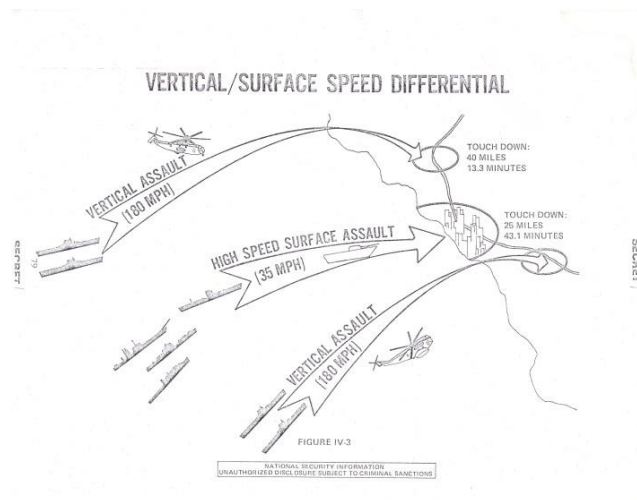 VERTICAL/SURFACE SPEED DIFFERENTIAL
TOUCH DOWN:
40 MILES
13.3 MINUTES
VERTICAL ASSAULT
(180 MPH)
TOUCH DOWN:
25 MILES
43.1 MINUTES
HIGH SPEED SURFACE ASSAULT
(35 MPH)
SECRET
79
SECRET
VERTICAL ASSAULT
(180 MPH)
FIGURE IV-3
NATIONAL SECURITY INFORMATION
UNAUTHORIZED DISCLOSURE SUBJECT TO CRIMINAL SANCTIONS